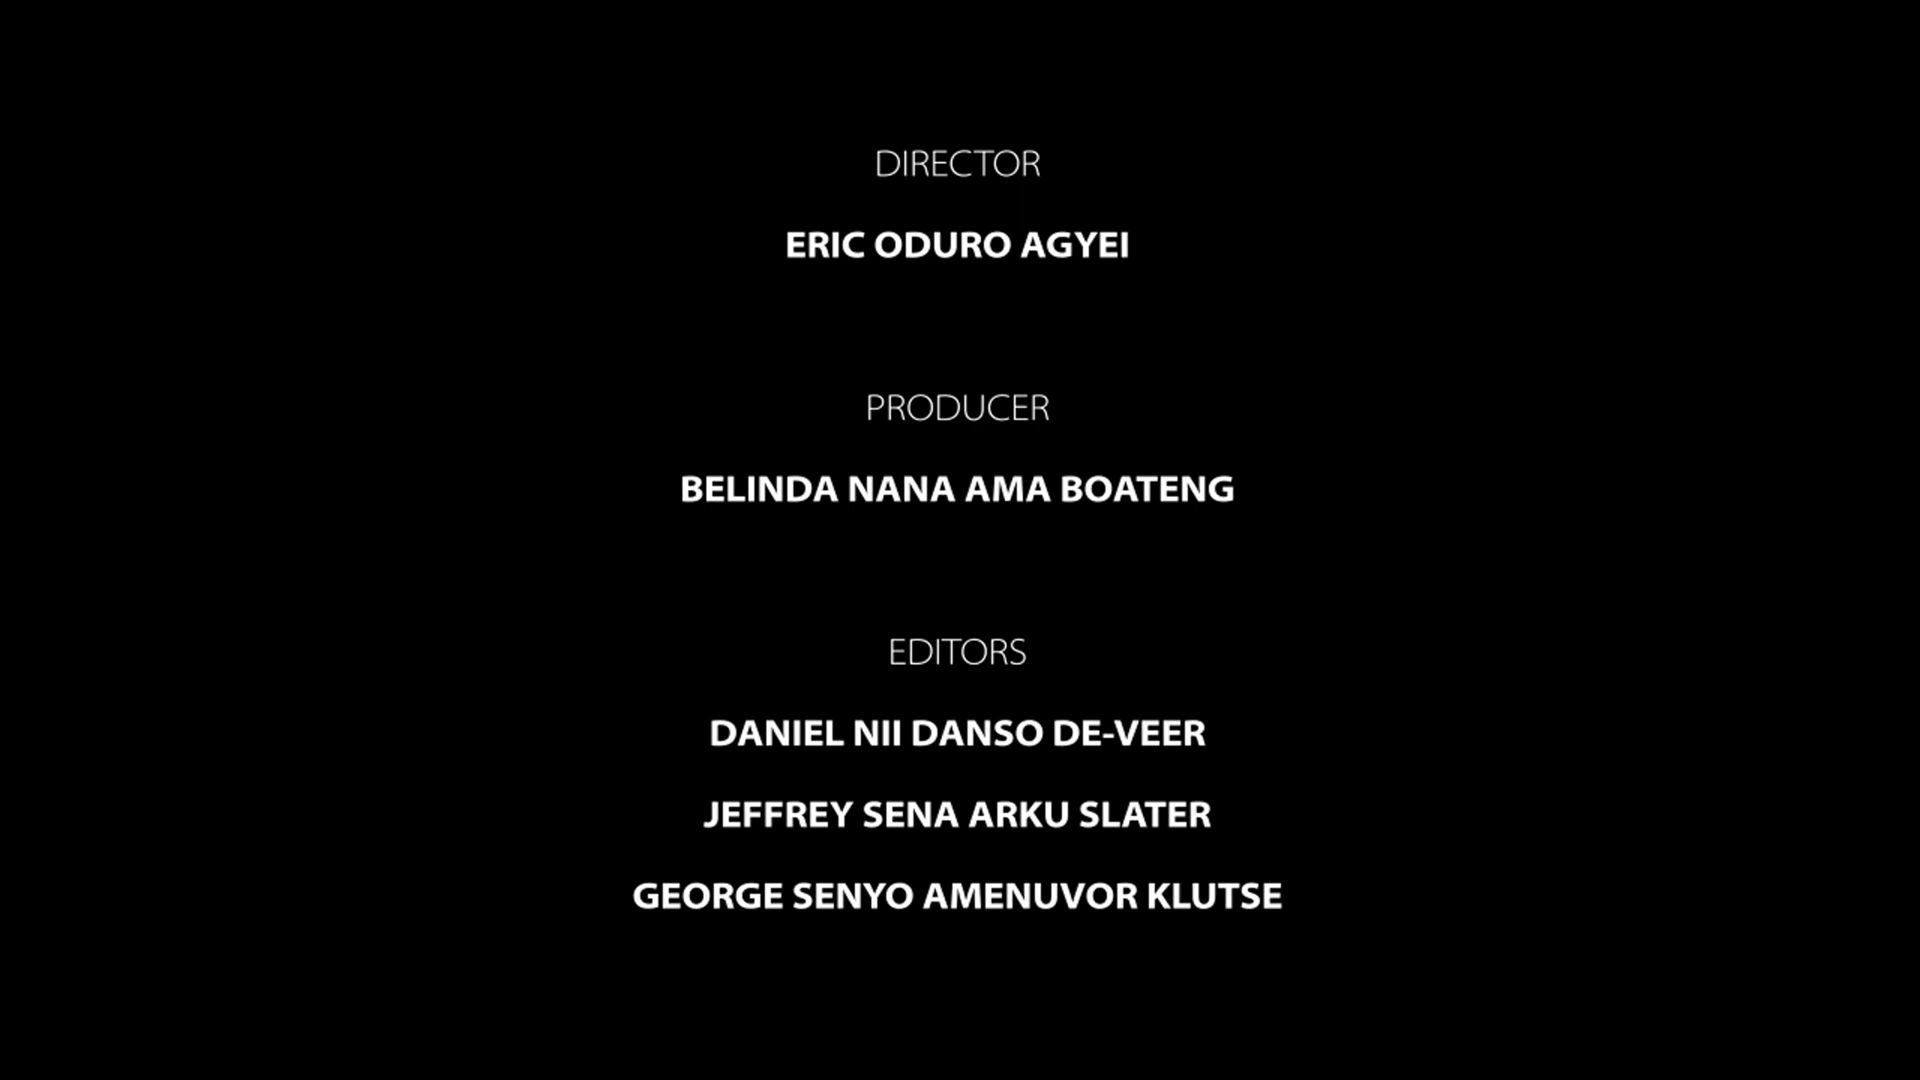 DIRECTOR
ERIC ODURO AGYEI
PRODUCER
BELINDA NANA AMA BOATENG
EDITORS
DANIEL NII DANSO DE-VEER
JEFFREY SENA ARKU SLATER
GEORGE SENYO AMENUVOR KLUTSE